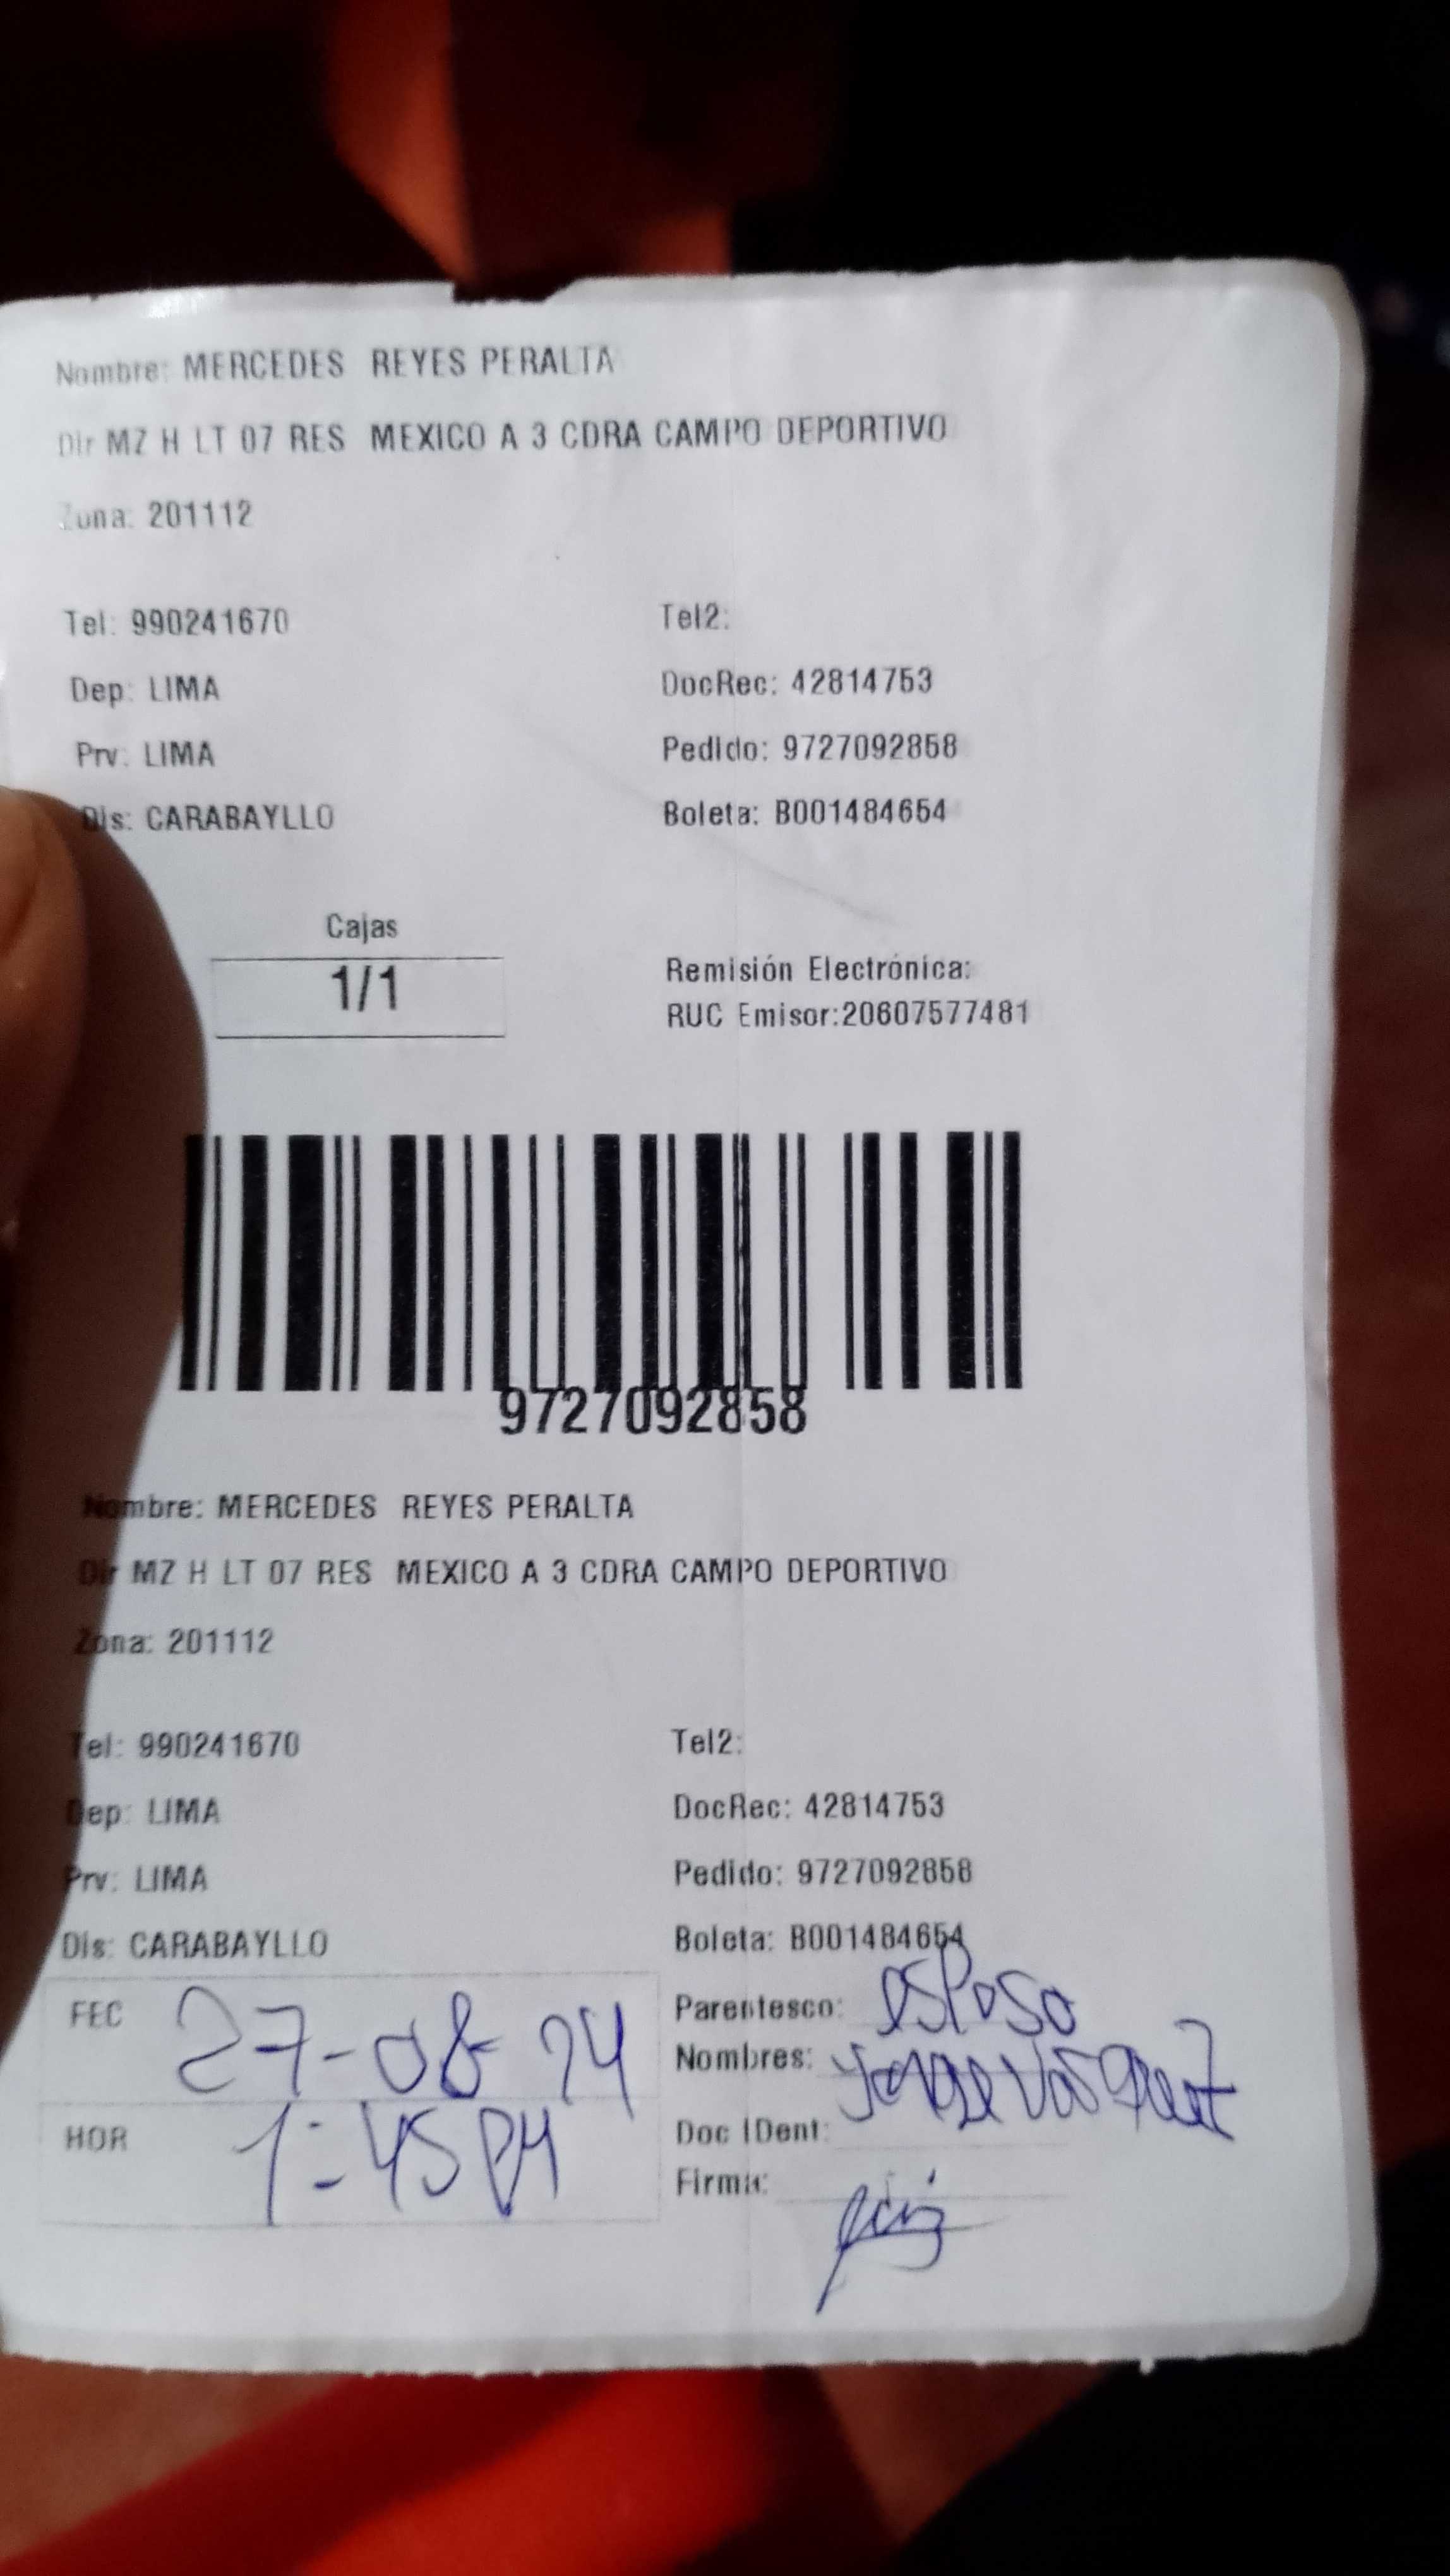 Nombre: MERCEDES REYES PERALTA
Dir MZ H LT 07 RES MEXICO A 3 CDRA CAMPO DEPORTIVO
Zona: 201112
Tel: 990241670 Tel2:
Dep: LIMA DocRec: 42814753
Prv: LIMA Pedido: 9727092858
Dis: CARABAYLLO Boleta: B001484654
Cajas
1/1
Remisión Electrónica:
RUC Emisor:20607577481
9727092858
Nombre: MERCEDES REYES PERALTA
Dir MZ H LT 07 RES MEXICO A 3 CDRA CAMPO DEPORTIVO
Zona: 201112
Tel: 990241670 Tel2:
Dep: LIMA DocRec: 42814753
Prv: LIMA Pedido: 9727092858
Dis: CARABAYLLO Boleta: B001484654
FEC 27-08 24 Parentesco: esposo
Nombres: Jorge Vasquez
HOR 1:45 PM Doc IDent:
Firma: